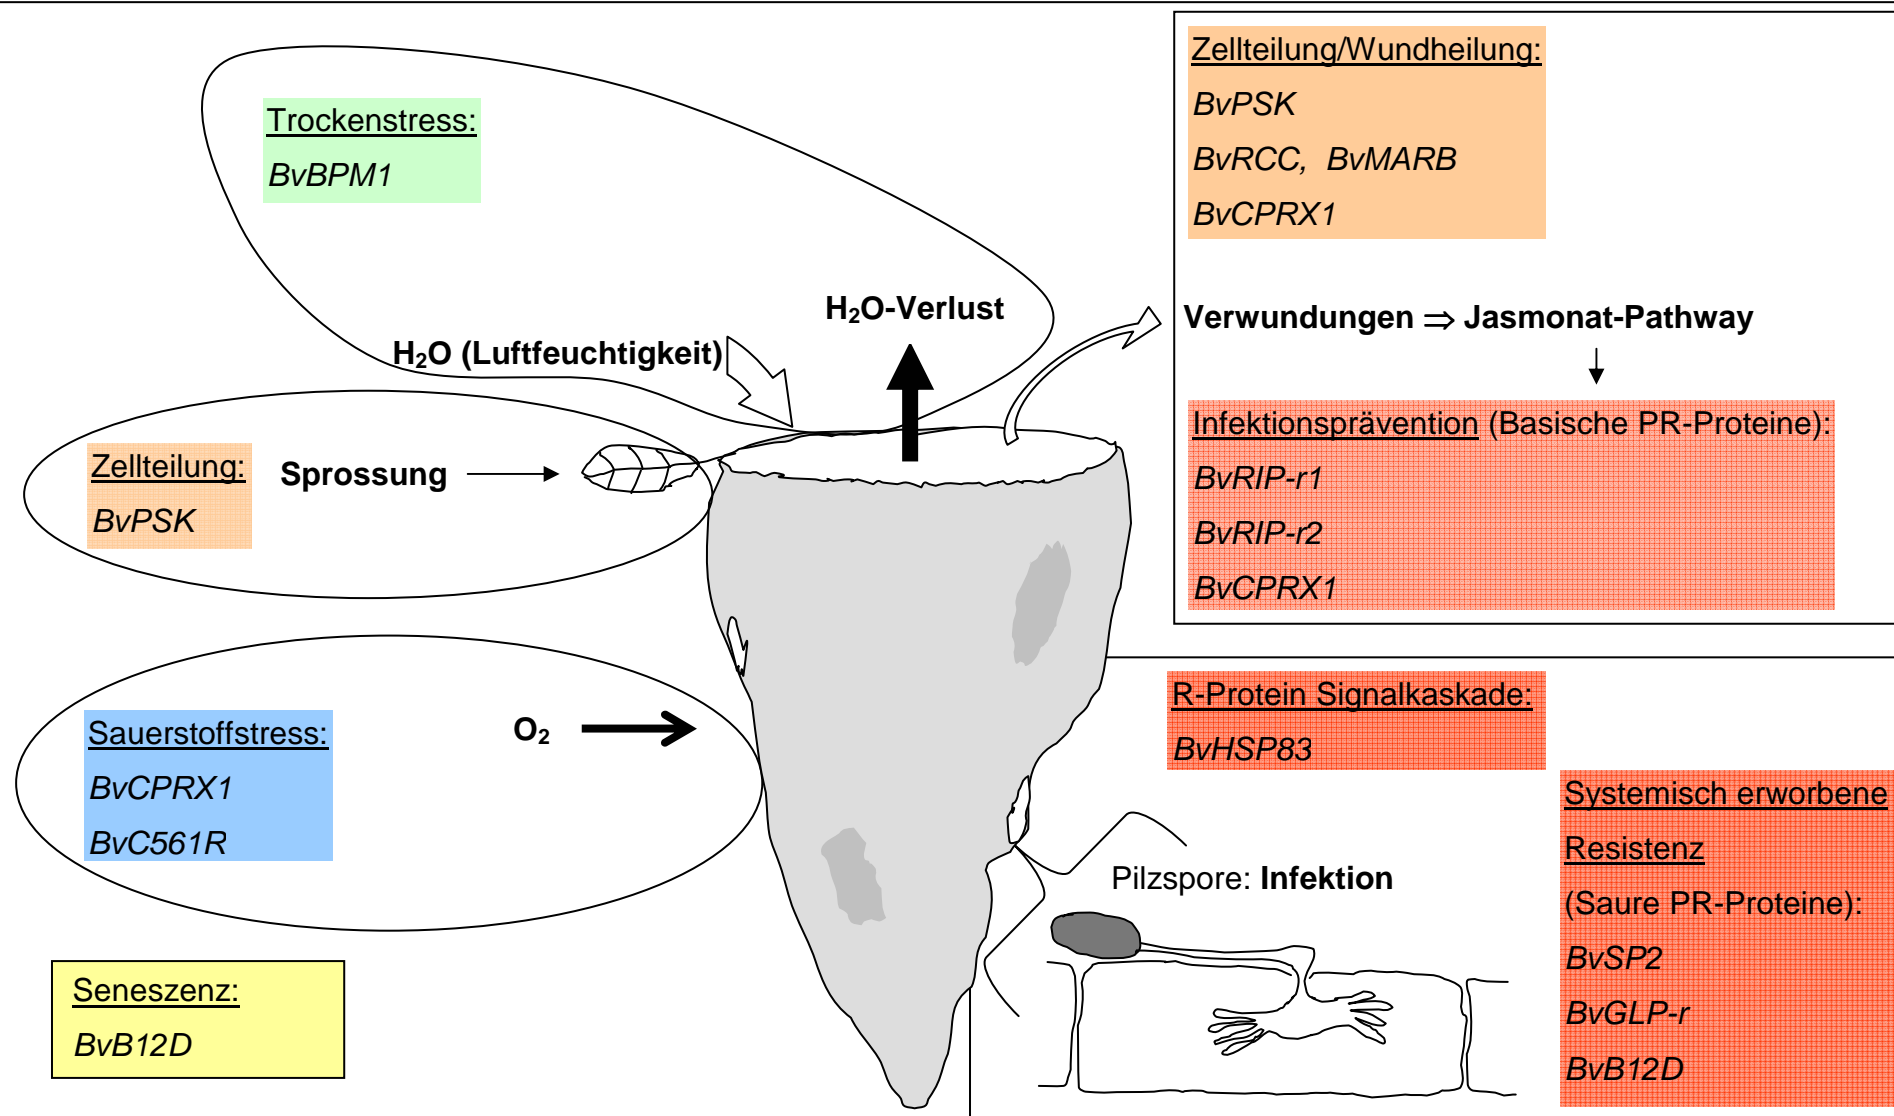 Trockenstress:
BvBPM1
H₂O (Luftfeuchtigkeit)
H₂O-Verlust
Zellteilung/Wundheilung:
BvPSK
BvRCC, BvMARB
BvCPRX1
Verwundungen ⇒ Jasmonat-Pathway
Infektionsprävention (Basische PR-Proteine):
BvRIP-r1
BvRIP-r2
BvCPRX1
Zellteilung:
BvPSK
Sprossung
Sauerstoffstress:
BvCPRX1
BvC561R
O₂
R-Protein Signalkaskade:
BvHSP83
Pilzspore: Infektion
Systemisch erworbene
Resistenz
(Saure PR-Proteine):
BvSP2
BvGLP-r
BvB12D
Seneszenz:
BvB12D